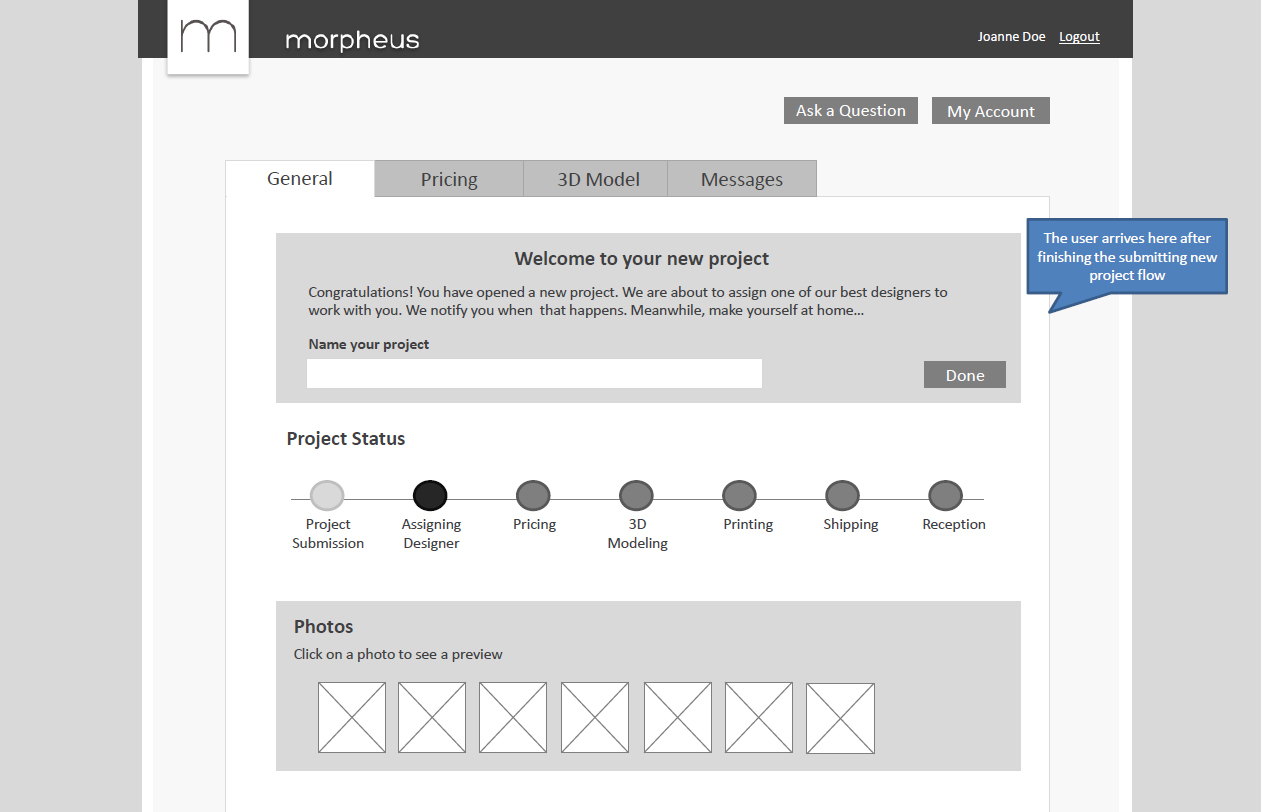 m
morpheus
Joanne Doe Logout
Ask a Question My Account
General Pricing 3D Model Messages
The user arrives here after
finishing the submitting new
project flow
Welcome to your new project
Congratulations! You have opened a new project. We are about to assign one of our best designers to
work with you. We notify you when that happens. Meanwhile, make yourself at home...
Name your project
Done
Project Status
Project
Submission
Assigning
Designer
Pricing
3D
Modeling
Printing
Shipping
Reception
Photos
Click on a photo to see a preview